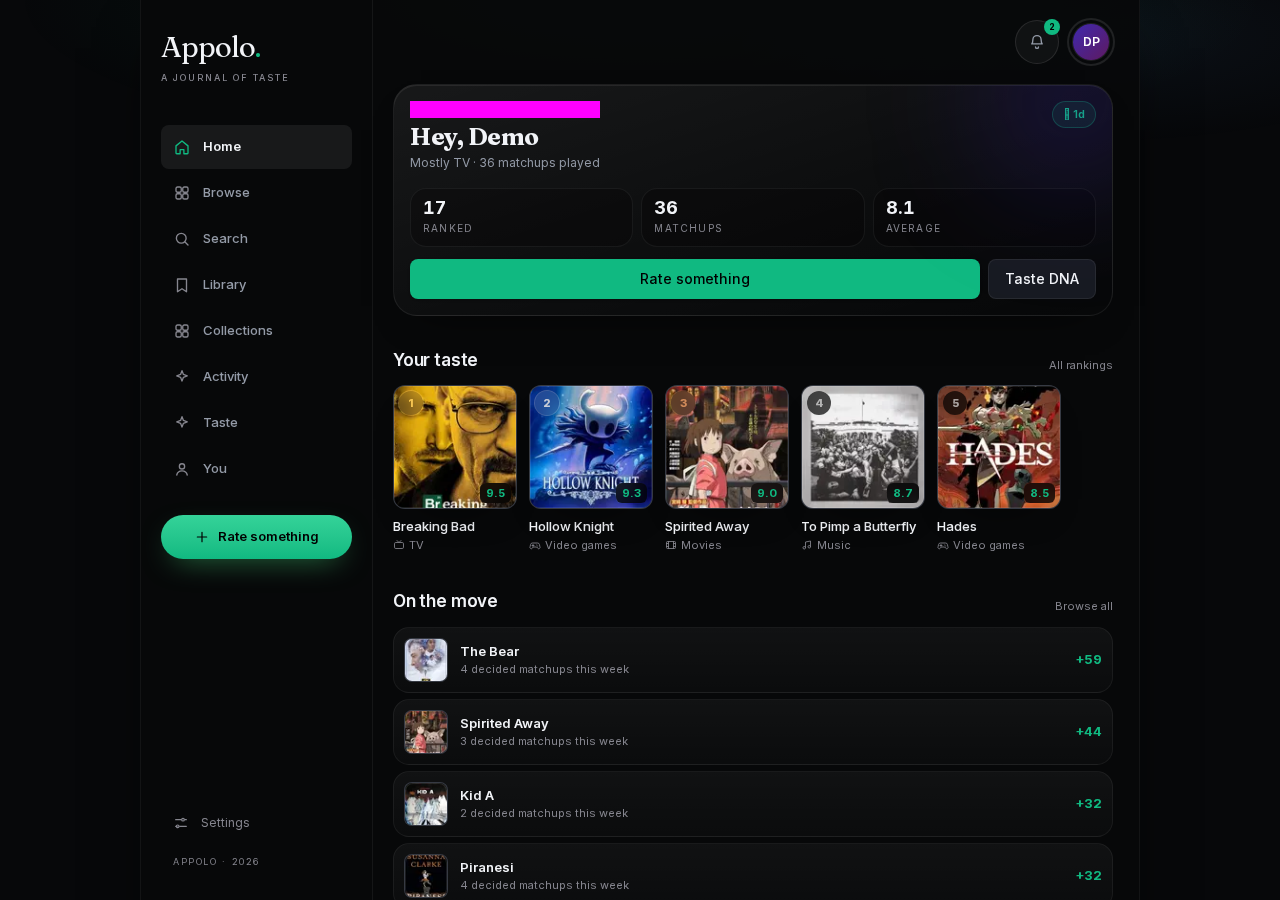 Appolo.
A JOURNAL OF TASTE
Home
Browse
Search
Library
Collections
Activity
Taste
You
Rate something
Settings
APPOLO · 2026
2
DP
1d
Hey, Demo
Mostly TV · 36 matchups played
17
RANKED
36
MATCHUPS
8.1
AVERAGE
Rate something
Taste DNA
Your taste
All rankings
1
Breaking
9.5
Breaking Bad
TV
2
HOLLOW KNIGHT
9.3
Hollow Knight
Video games
3
9.0
Spirited Away
Movies
4
8.7
To Pimp a Butterfly
Music
5
HADES
8.5
Hades
Video games
On the move
Browse all
The Bear
4 decided matchups this week
+59
Spirited Away
3 decided matchups this week
+44
KID A
Kid A
2 decided matchups this week
+32
SUSANNA
CLARKE
PIRANESI
Piranesi
4 decided matchups this week
+32